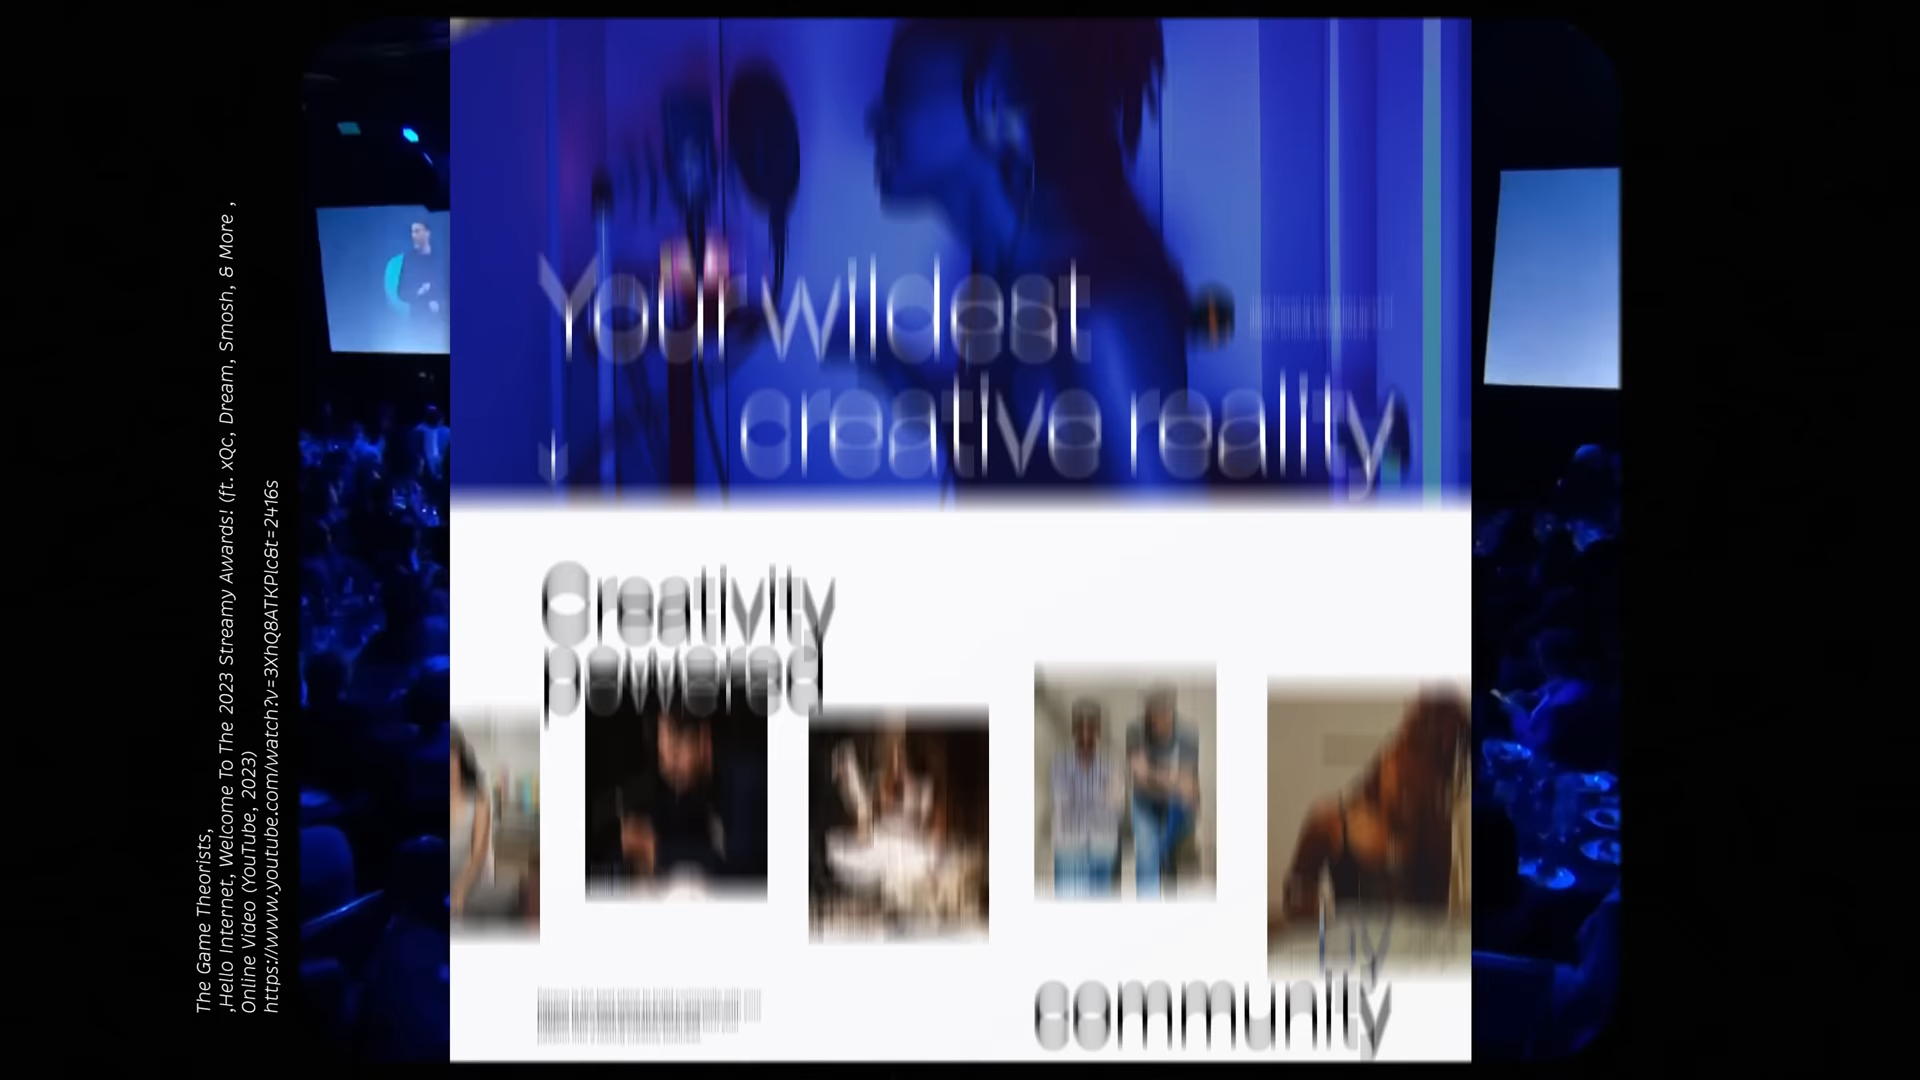 The Game Theorists,
,Hello Internet, Welcome To The 2023 Streamy Awards! (ft. xQc, Dream, Smosh, & More ,
Online Video (YouTube, 2023)
https://www.youtube.com/watch?v=3XhQ8ATKPlc&t=2416s
Your wildest
creative reality
Creativity
powered
by
community